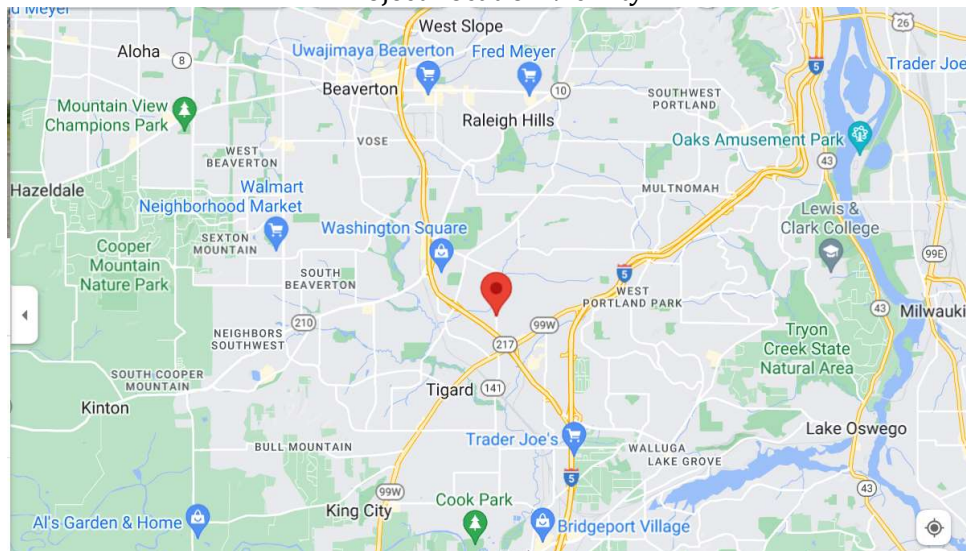 West Slope
u Meyer
26
Aloha
8
Uwajimaya Beaverton
Fred Meyer
5
Trader Joe'
Beaverton
10
Mountain View
Champions Park
SOUTHWEST
PORTLAND
Raleigh Hills
VOSE
Oaks Amusement Park
WEST
BEAVERTON
43
Hazeldale
Walmart
Neighborhood Market
MULTNOMAH
Lewis &
Clark College
Washington Square
SEXTON
MOUNTAIN
Cooper
Mountain
Nature Park
99E
SOUTH
BEAVERTON
5
WEST
PORTLAND PARK
43
Milwauki
210
99W
NEIGHBORS
SOUTHWEST
217
Tryon
Creek State
Natural Area
SOUTH COOPER
MOUNTAIN
Tigard
141
Kinton
Lake Oswego
Trader Joe's
BULL MOUNTAIN
WALLUGA
LAKE GROVE
5
99W
43
Cook Park
King City
Al's Garden & Home
Bridgeport Village